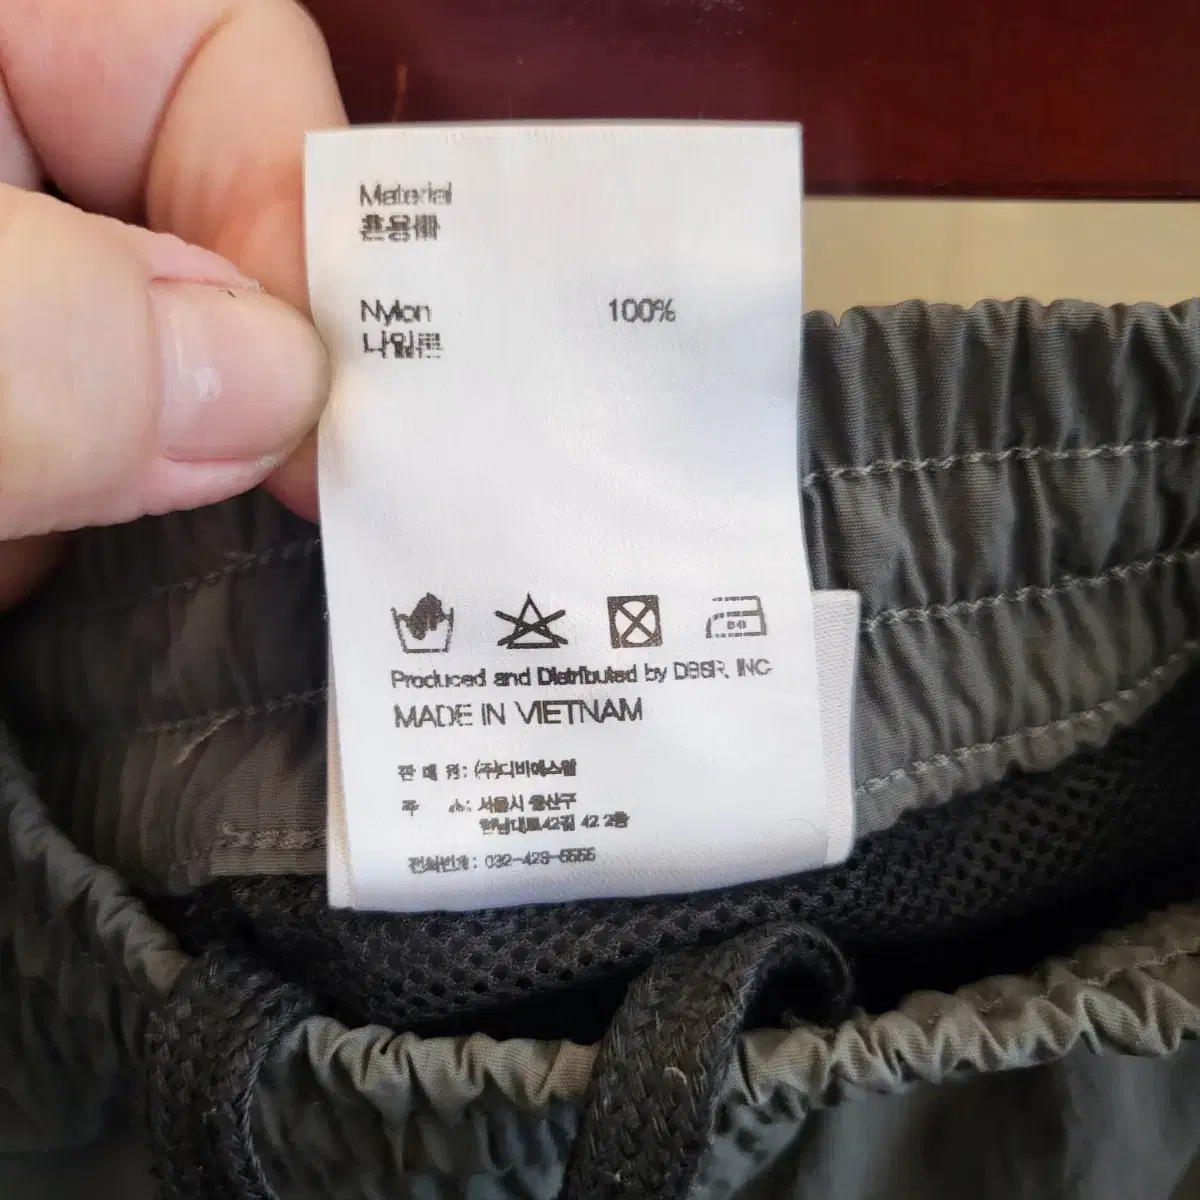 Material
혼용률
Nylon 100%
나일론
80
Produced and Distributed by DBSR, INC
MADE IN VIETNAM
판 매 원: (주)디비에스알
주 소: 서울시 용산구
한남대로42길 42 2층
전화번호: 032-429-5555